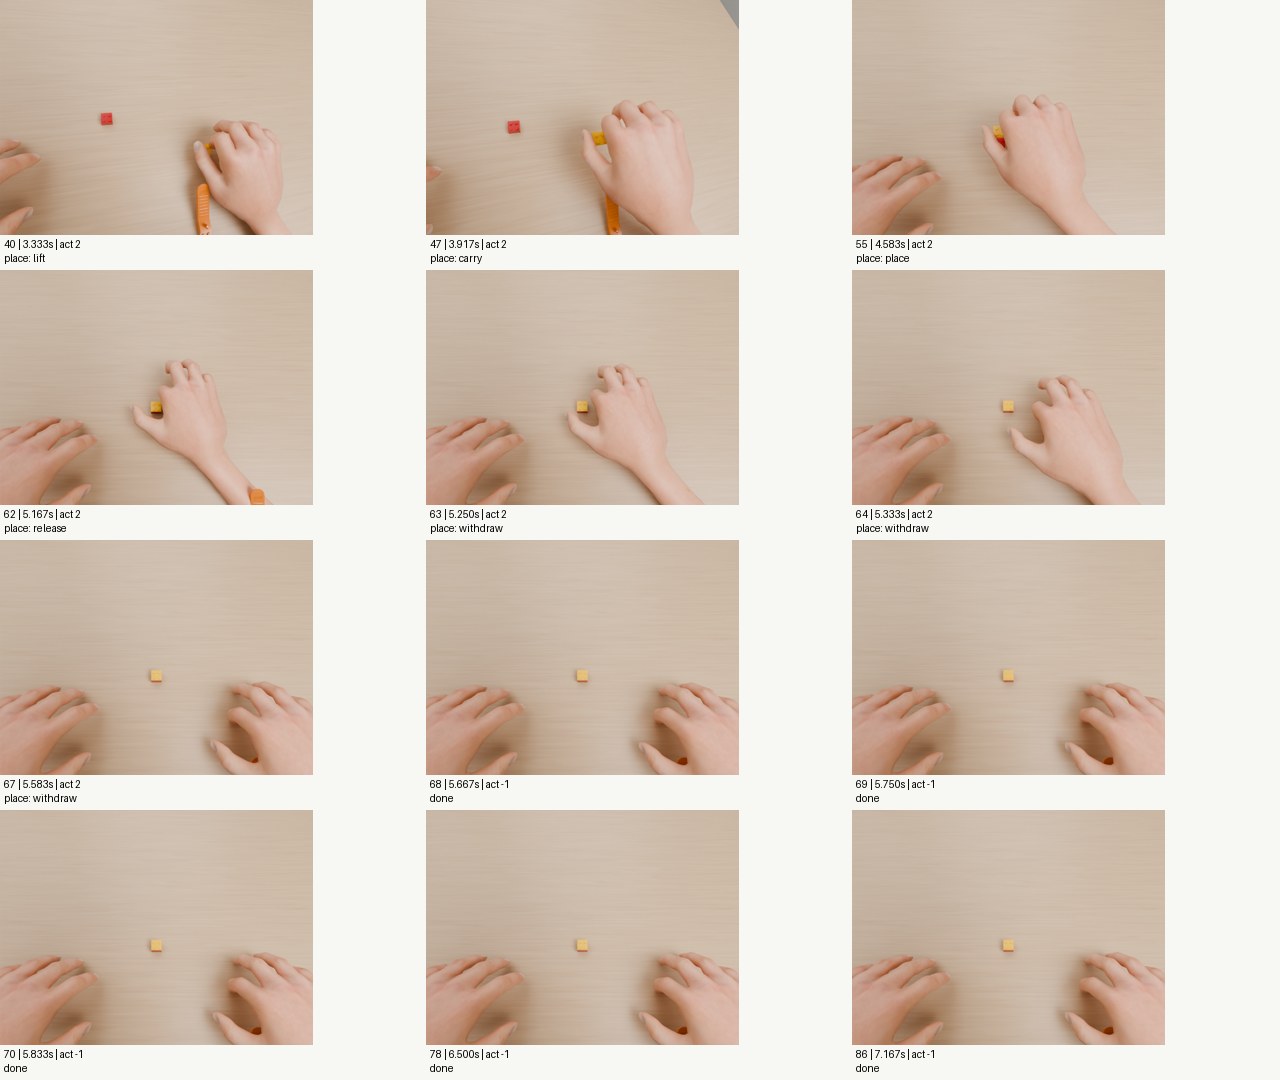 40 | 3.333s | act 2
place: lift
47 | 3.917s | act 2
place: carry
55 | 4.583s | act 2
place: place
62 | 5.167s | act 2
place: release
63 | 5.250s | act 2
place: withdraw
64 | 5.333s | act 2
place: withdraw
67 | 5.583s | act 2
place: withdraw
68 | 5.667s | act -1
done
69 | 5.750s | act -1
done
70 | 5.833s | act -1
done
78 | 6.500s | act -1
done
86 | 7.167s | act -1
done